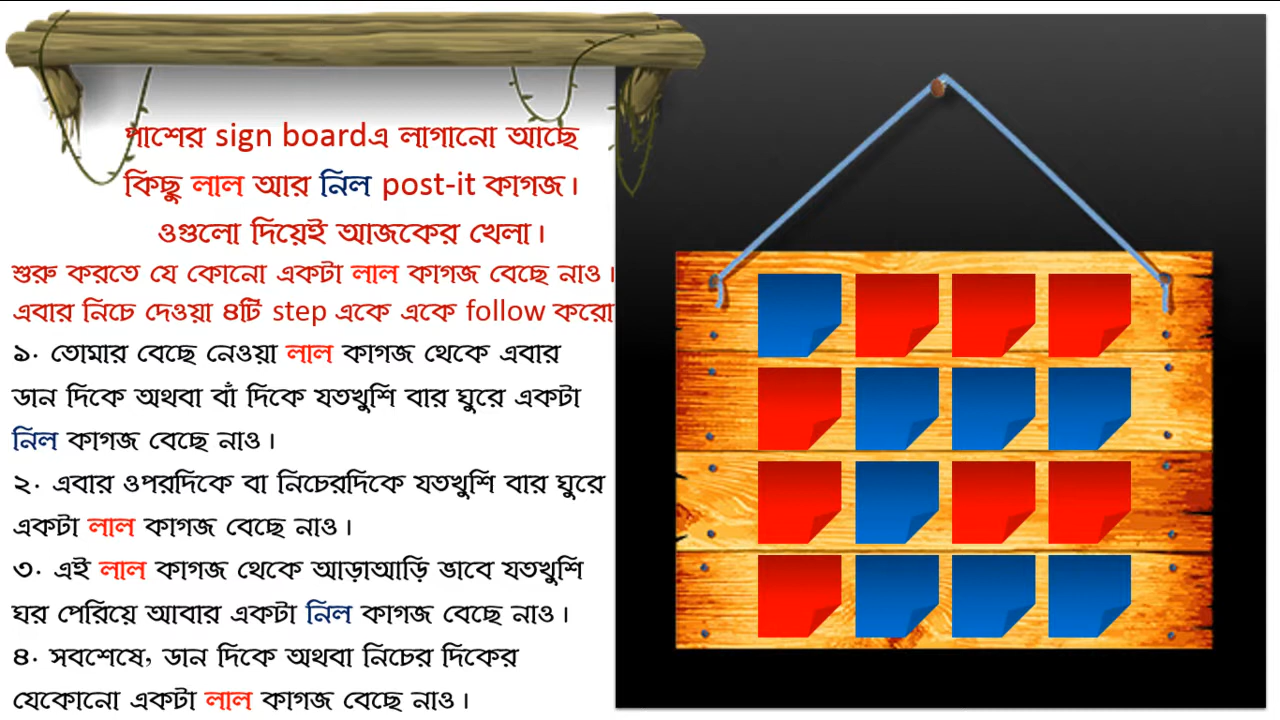 পাশের sign boardএ লাগানো আছে
কিছু লাল আর নিল post-it কাগজ।
ওগুলো দিয়েই আজকের খেলা।
শুরু করতে যে কোনো একটা লাল কাগজ বেছে নাও।
এবার নিচে দেওয়া ৪টি step একে একে follow করো
১. তোমার বেছে নেওয়া লাল কাগজ থেকে এবার
ডান দিকে অথবা বাঁ দিকে যতখুশি বার ঘুরে একটা
নিল কাগজ বেছে নাও।
২. এবার ওপরদিকে বা নিচেরদিকে যতখুশি বার ঘুরে
একটা লাল কাগজ বেছে নাও।
৩. এই লাল কাগজ থেকে আড়াআড়ি ভাবে যতখুশি
ঘর পেরিয়ে আবার একটা নিল কাগজ বেছে নাও।
৪. সবশেষে, ডান দিকে অথবা নিচের দিকের
যেকোনো একটা লাল কাগজ বেছে নাও।